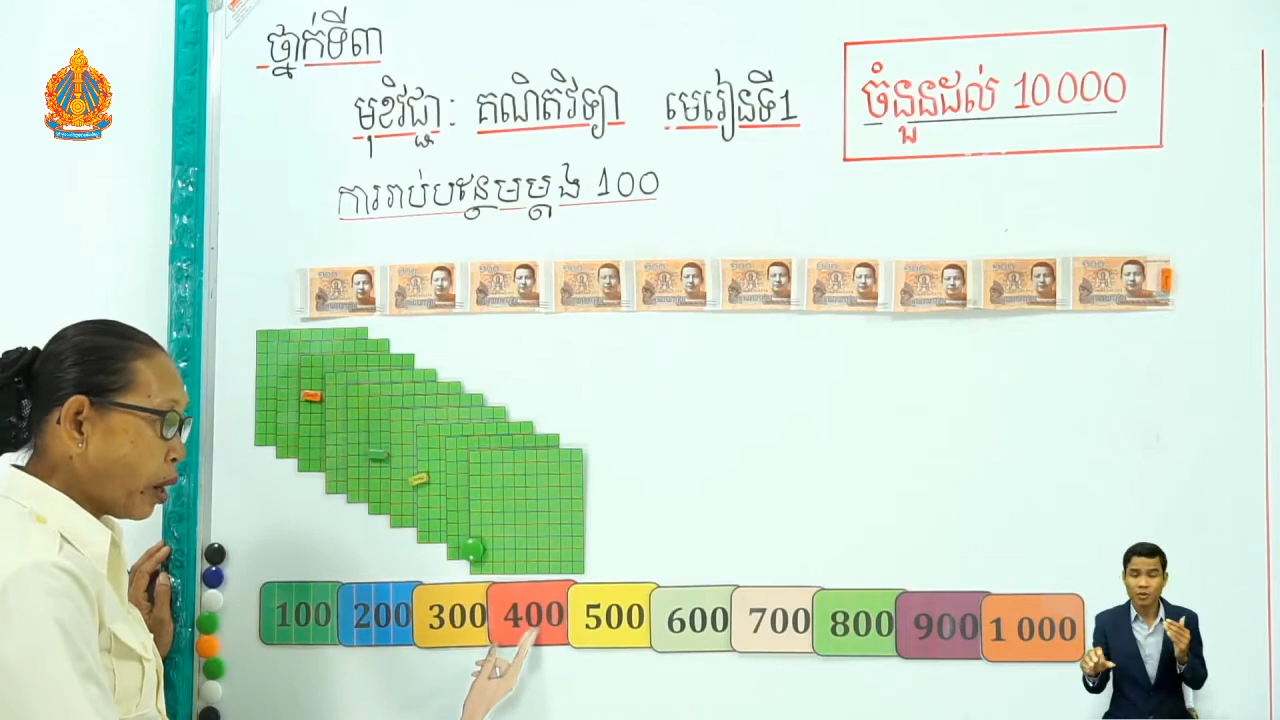 ថ្នាក់ទី៣
មុខវិជ្ជា: គណិតវិទ្យា មេរៀនទី1
ចំនួនដល់ 10 000
ការរាប់បន្ថែមម្តង 100
100 200 300 400 500 600 700 800 900 1 000